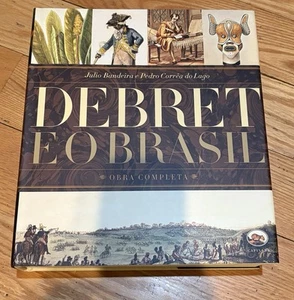 Julio Bandeira e Pedro Corrêa do Lago
DEBRET
E O BRASIL
OBRA COMPLETA